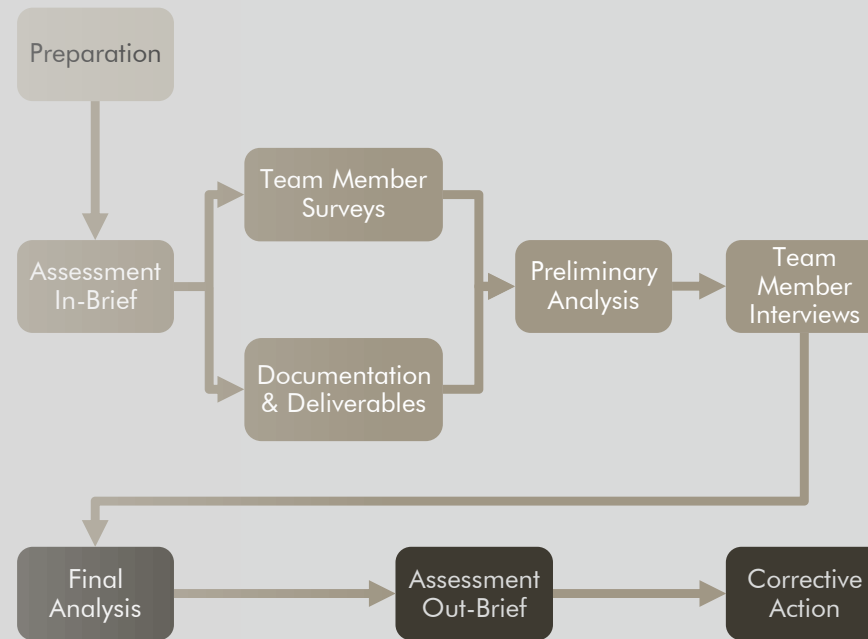 Preparation
Team Member
Surveys
Assessment
In-Brief
Preliminary
Analysis
Team
Member
Interviews
Documentation
& Deliverables
Final
Analysis
Assessment
Out-Brief
Corrective
Action